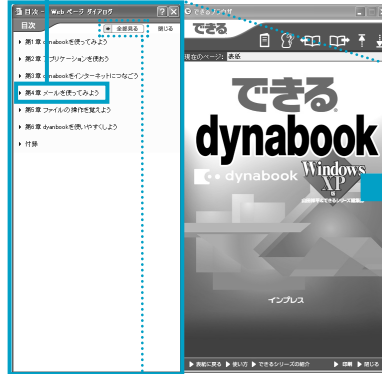 目次 - Web ページ ダイアログ
目次
全部見る
閉じる
第1章 dynabookを使ってみよう
第2章 アプリケーションを使おう
第3章 dynabookをインターネットにつなごう
第4章 メールを使ってみよう
第5章 ファイルの操作を覚えよう
第6章 dynabookを使いやすくしよう
付録
できる
現在のページ: 表紙
できる
dynabook
dynabook
Windows
XP
版
インプレス
表紙に戻る
使い方
できるシリーズの紹介
印刷
閉じる